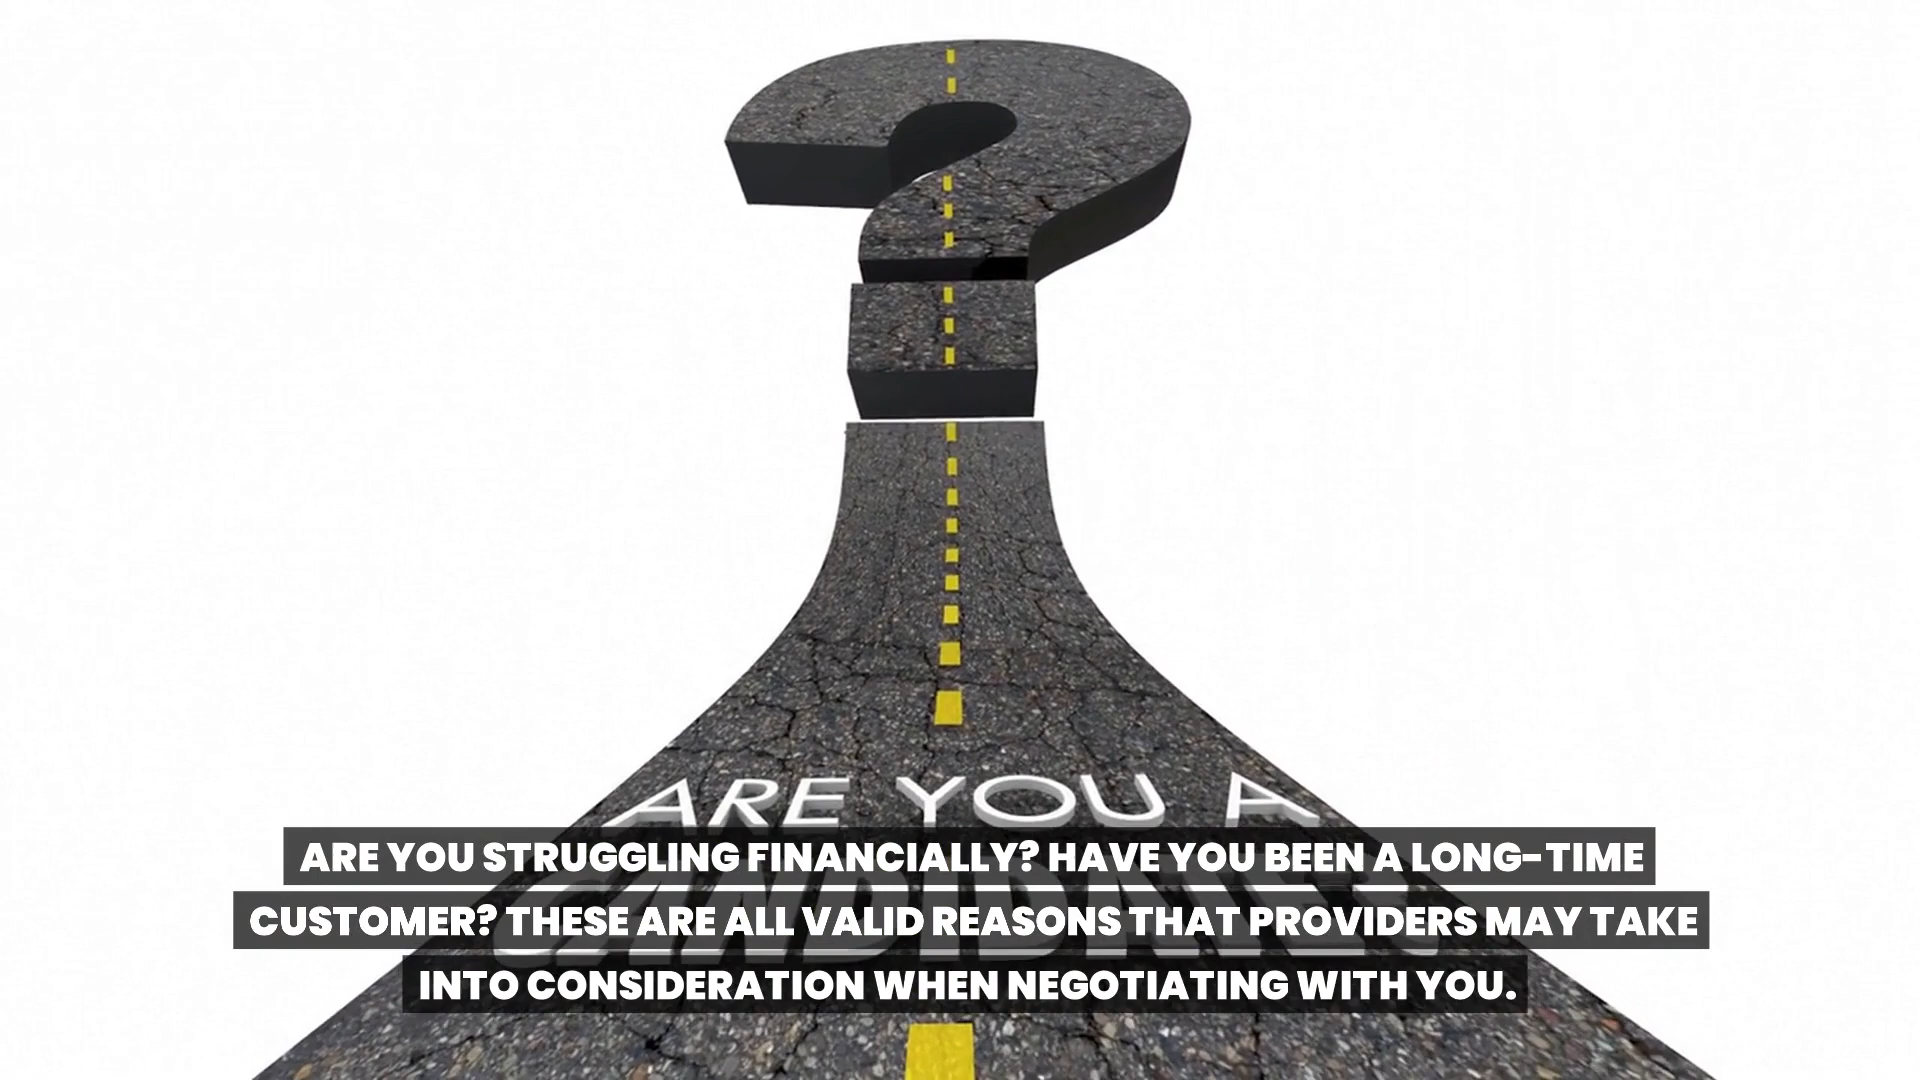 ARE YOU A
CANDIDATE?
ARE YOU STRUGGLING FINANCIALLY? HAVE YOU BEEN A LONG-TIME
CUSTOMER? THESE ARE ALL VALID REASONS THAT PROVIDERS MAY TAKE
INTO CONSIDERATION WHEN NEGOTIATING WITH YOU.